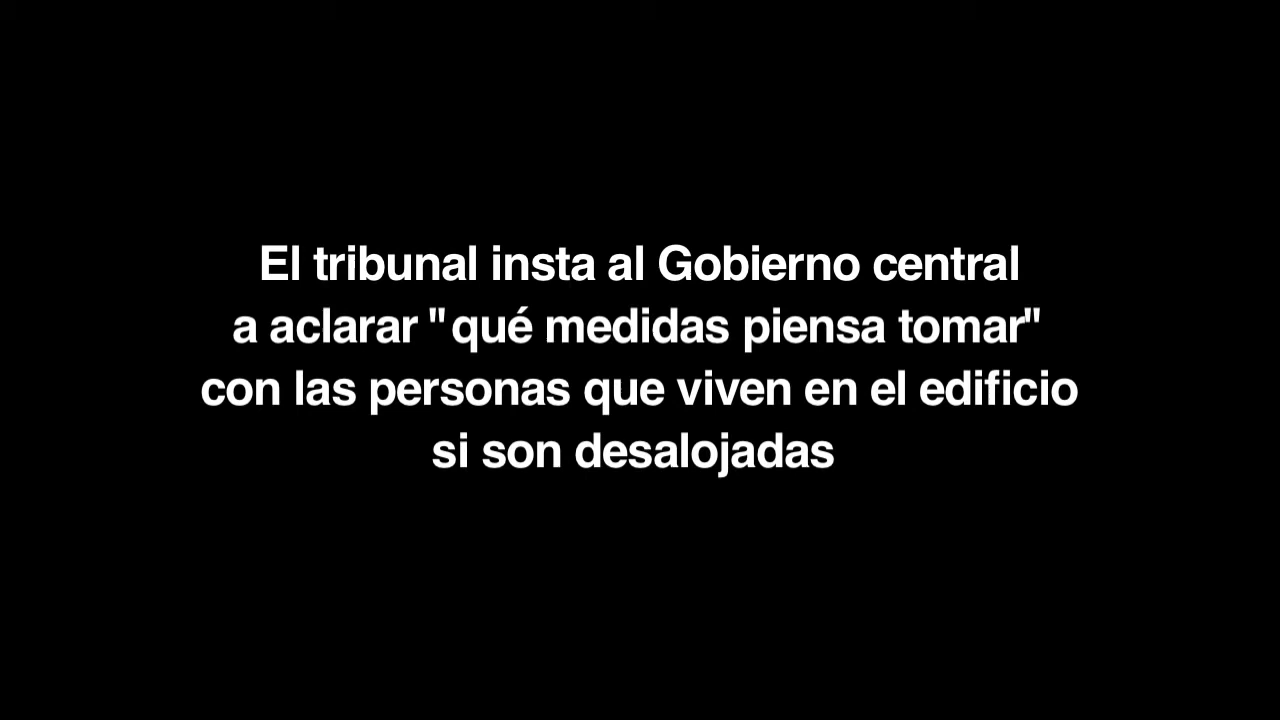 El tribunal insta al Gobierno central
a aclarar "qué medidas piensa tomar"
con las personas que viven en el edificio
si son desalojadas